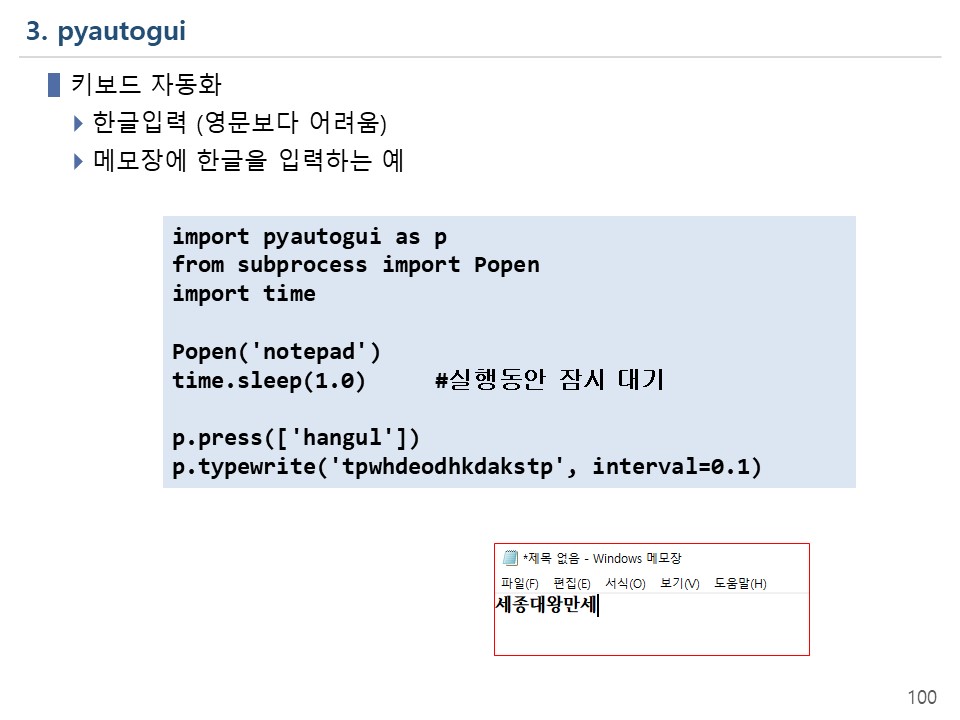 3. pyautogui
키보드 자동화
한글입력 (영문보다 어려움)
메모장에 한글을 입력하는 예
import pyautogui as p
from subprocess import Popen
import time
Popen('notepad')
time.sleep(1.0)     #실행동안 잠시 대기
p.press(['hangul'])
p.typewrite('tpwhdeodhkdakstp', interval=0.1)
*제목 없음 - Windows 메모장
파일(F) 편집(E) 서식(O) 보기(V) 도움말(H)
세종대왕만세
100